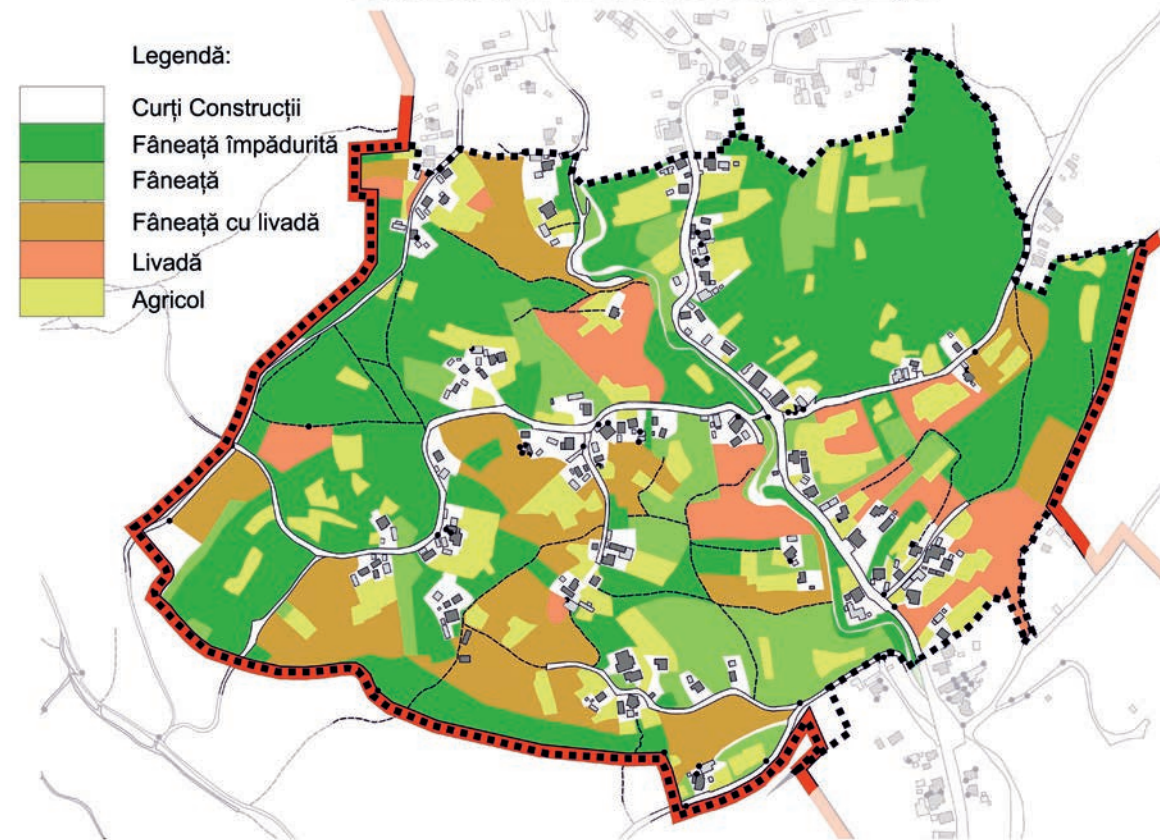 Legendă:
Curți Construcții
Fâneață împădurită
Fâneață
Fâneață cu livadă
Livadă
Agricol